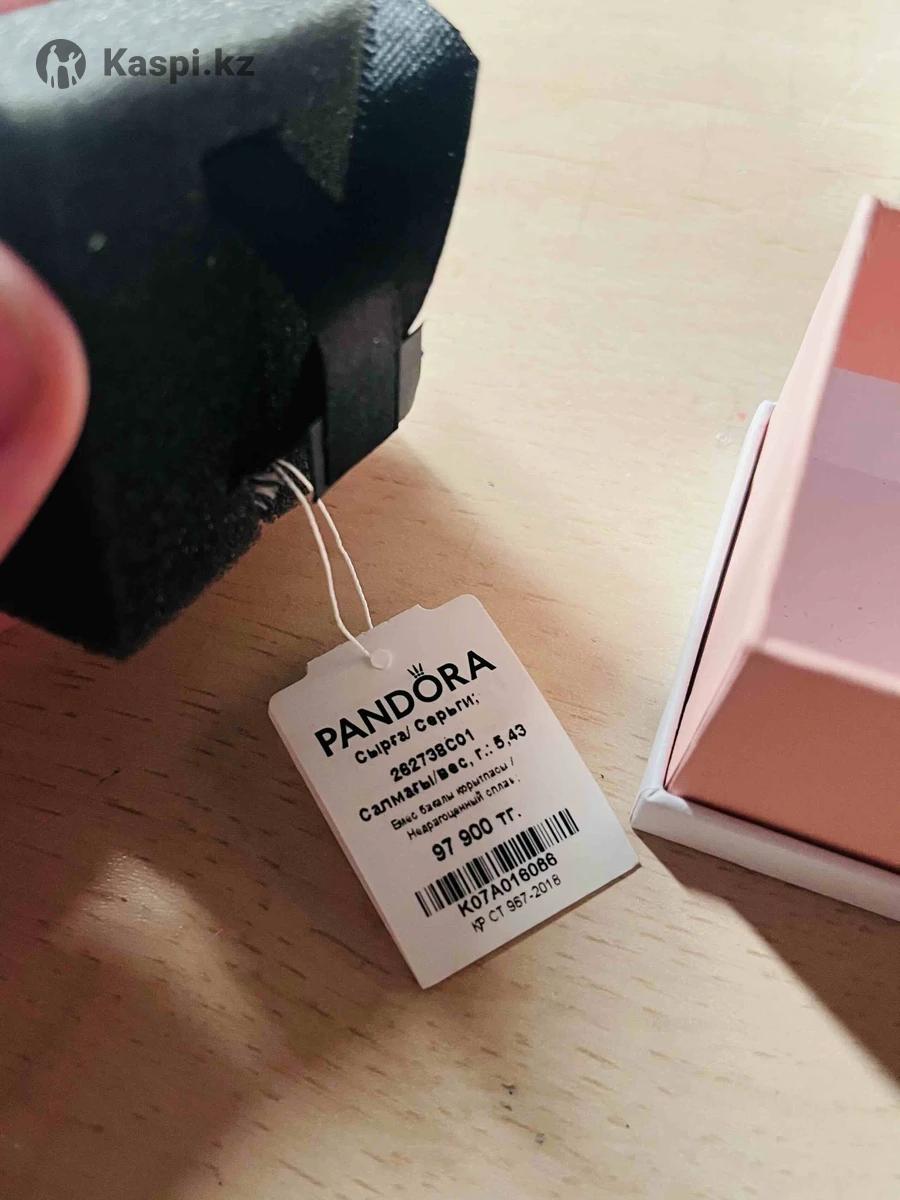 Kaspi.kz
PANDORA
Сырға/ Серьги;
262738C01
Салмағы/вес, г.: 5,43
Емес бағалы қорытпасы /
Недрагоценный сплав;
97 900 тг.
K07A016086
ҚР СТ 967-2018